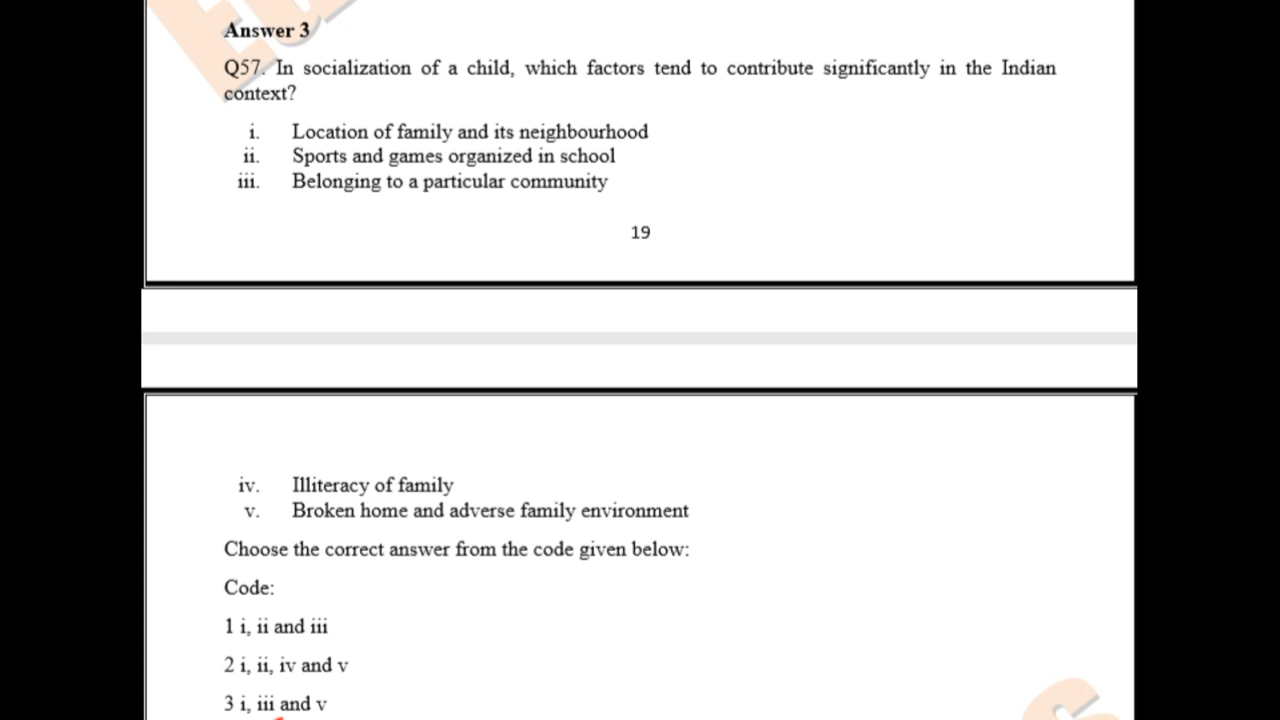 Answer 3
Q57. In socialization of a child, which factors tend to contribute significantly in the Indian
context?
i. Location of family and its neighbourhood
ii. Sports and games organized in school
iii. Belonging to a particular community
19
iv. Illiteracy of family
v. Broken home and adverse family environment
Choose the correct answer from the code given below:
Code:
1 i, ii and iii
2 i, ii, iv and v
3 i, iii and v